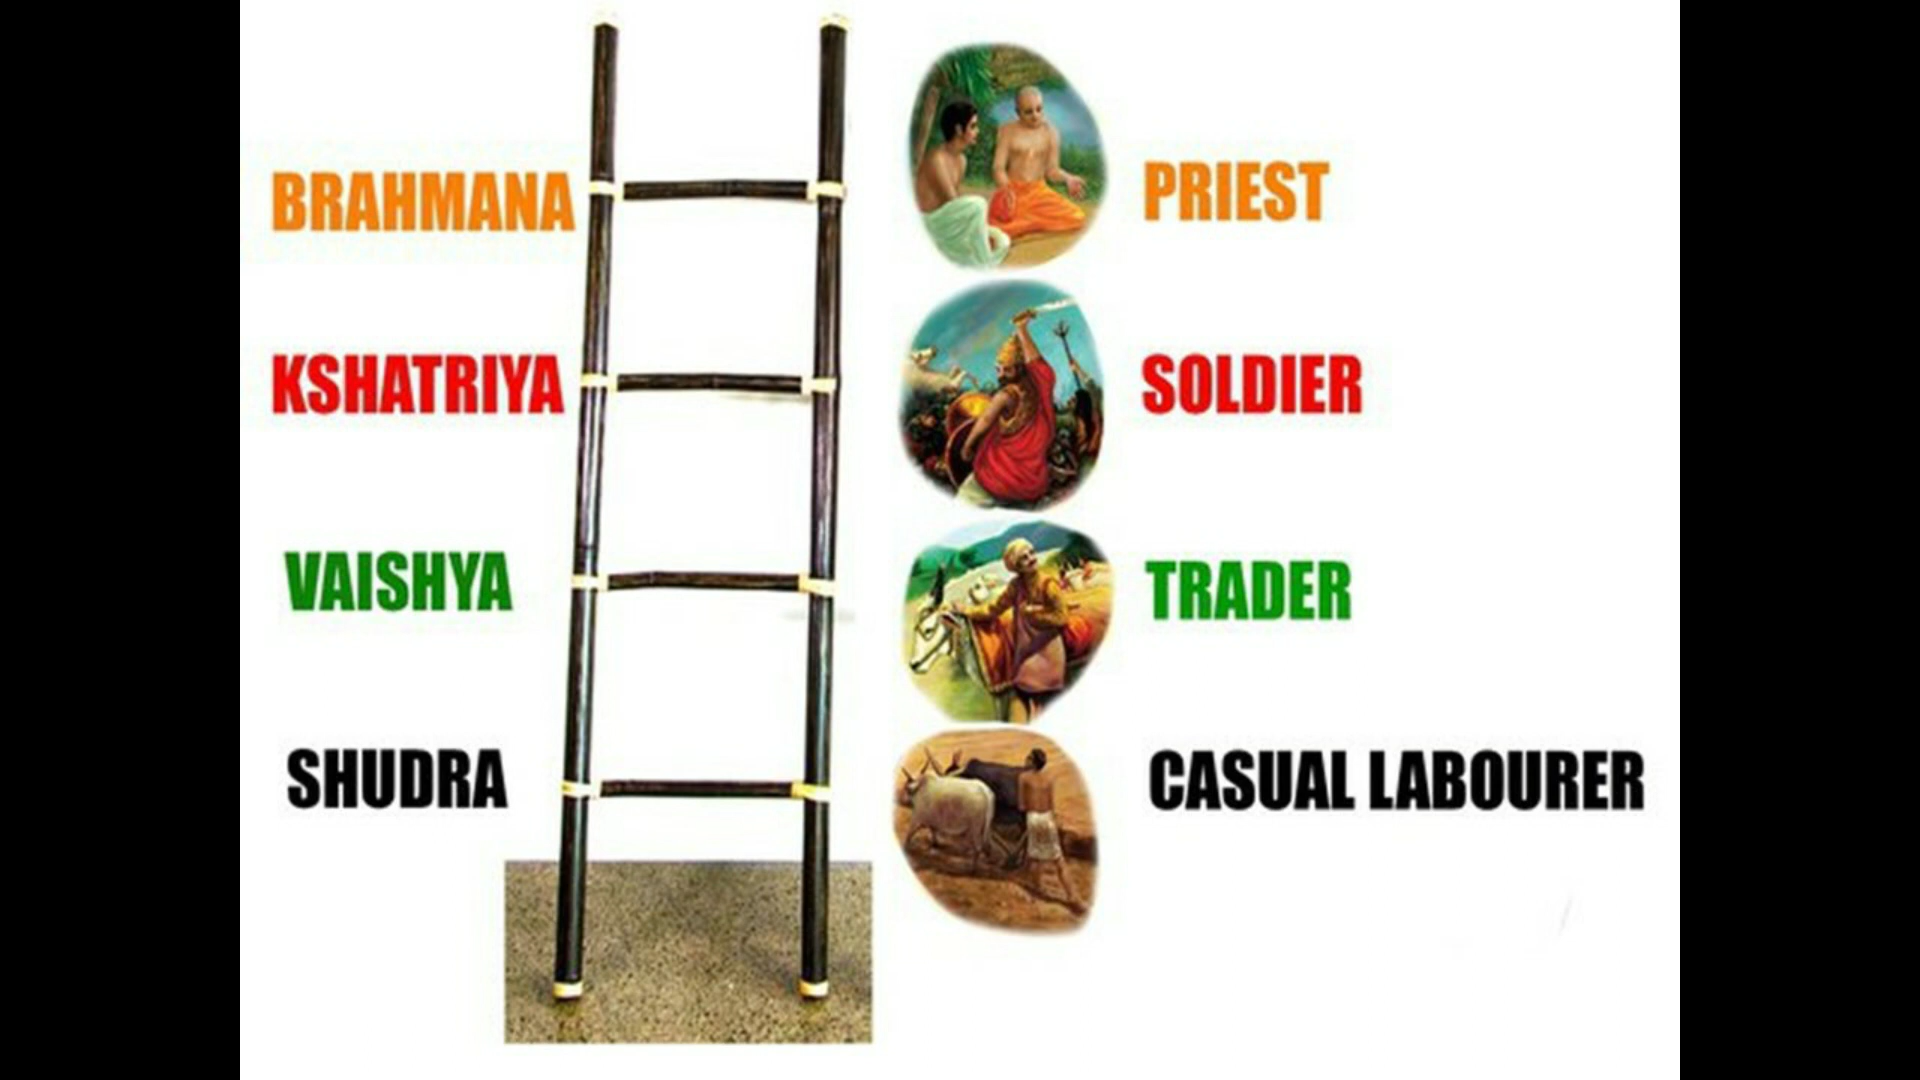 BRAHMANA
PRIEST
KSHATRIYA
SOLDIER
VAISHYA
TRADER
SHUDRA
CASUAL LABOURER